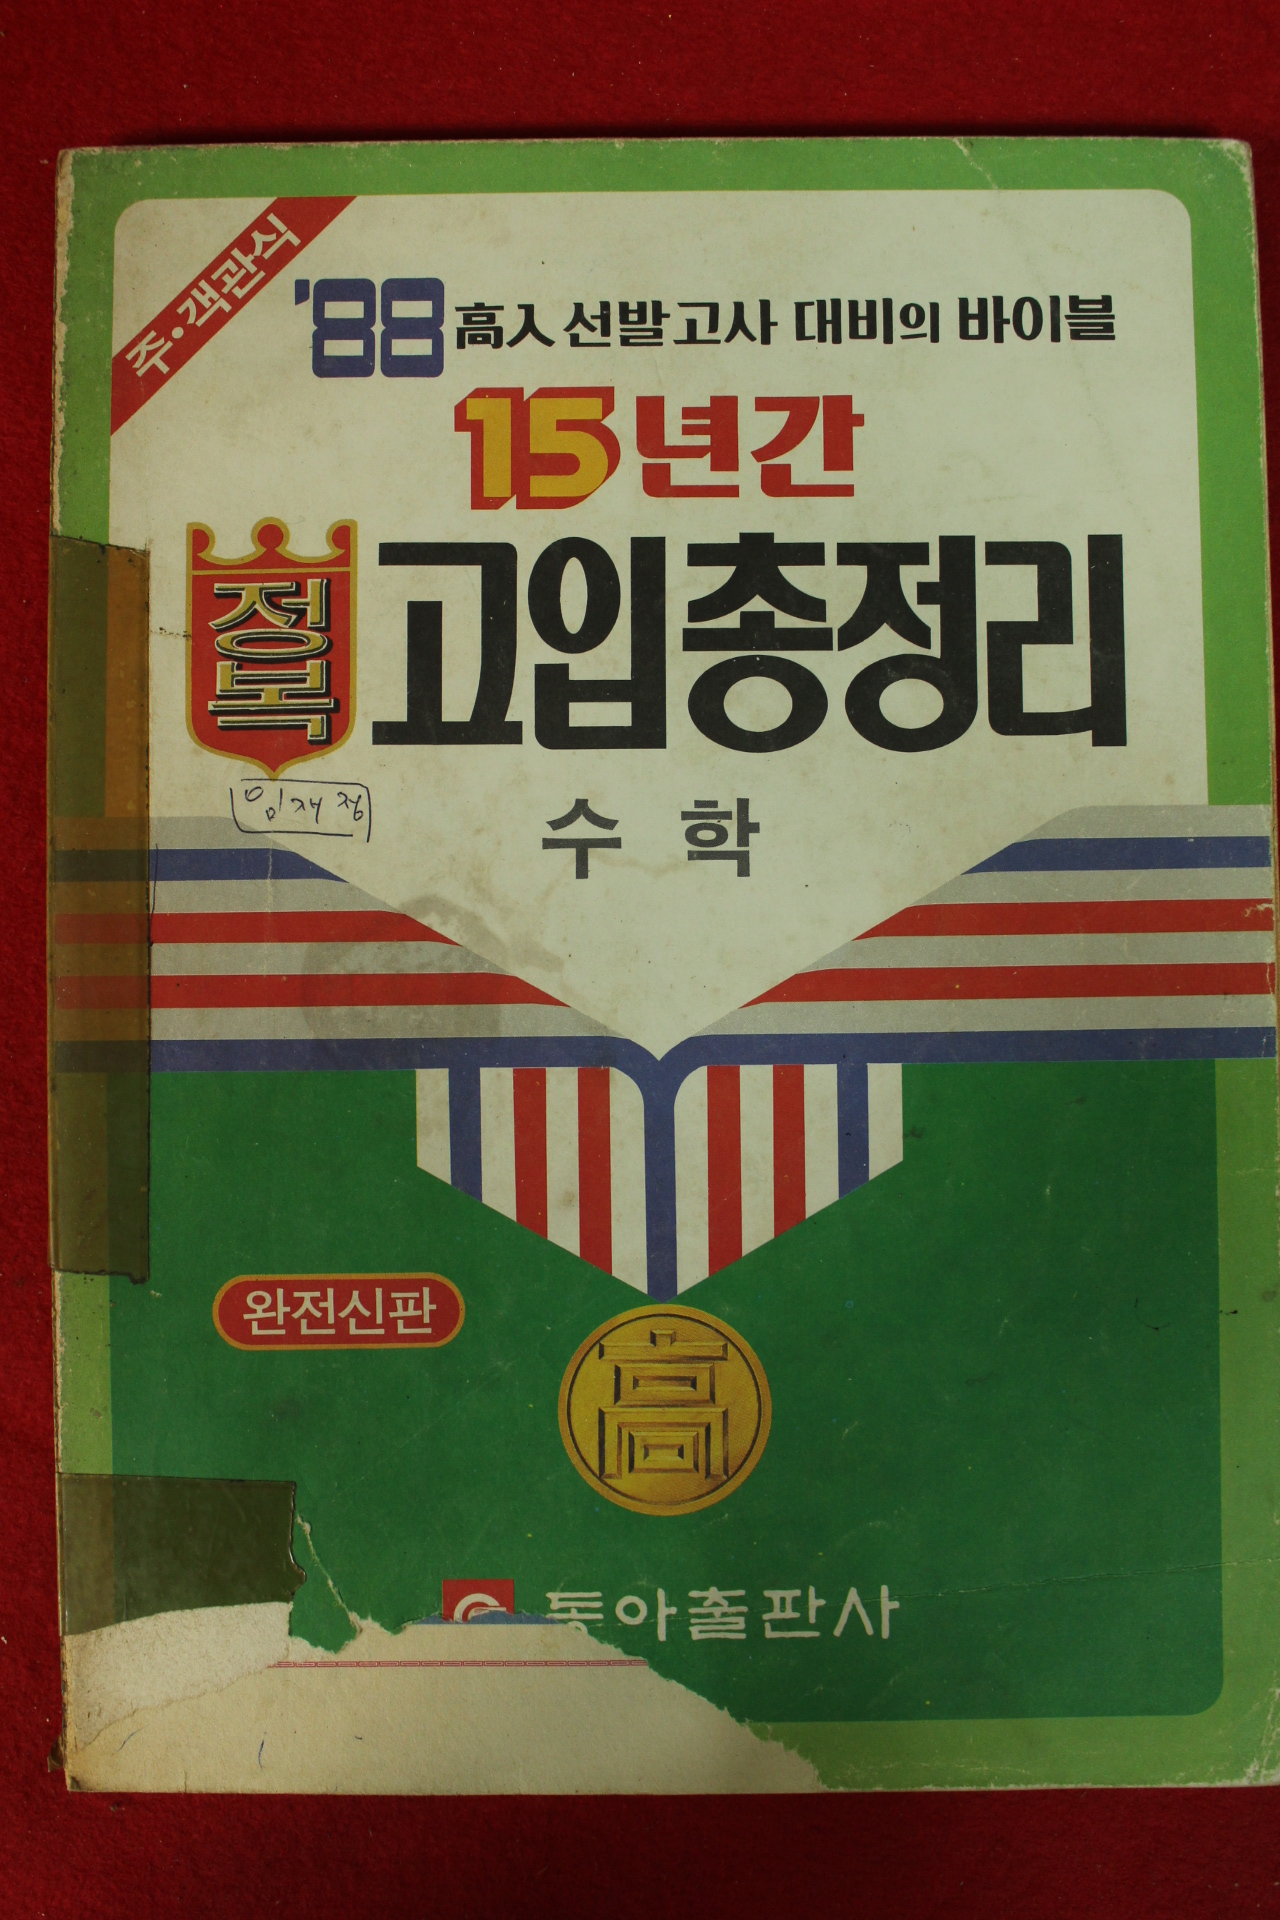 주·객관식
'88 高入 선발고사 대비의 바이블
15년간
정복
고입총정리
임재정
수학
완전신판
高
동아출판사